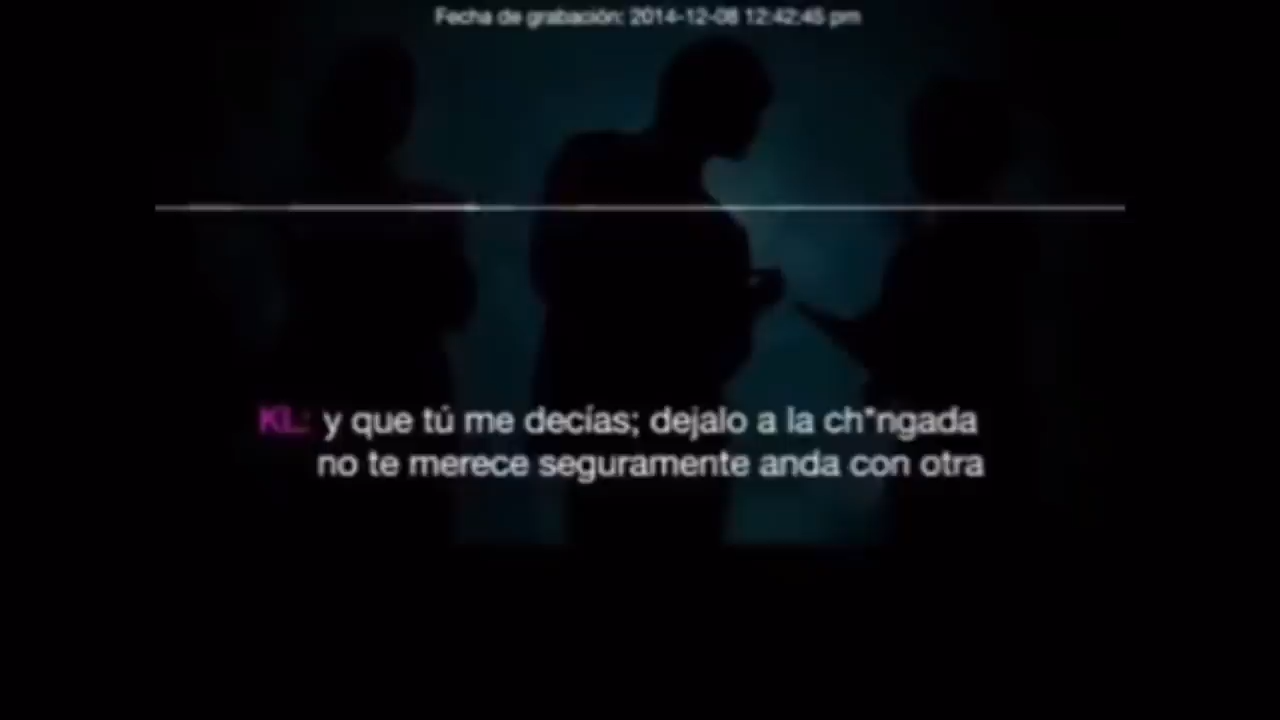 Fecha de grabación: 2014-12-08 12:42:45 pm
KL: y que tú me decías; dejalo a la ch*ngada
no te merece seguramente anda con otra